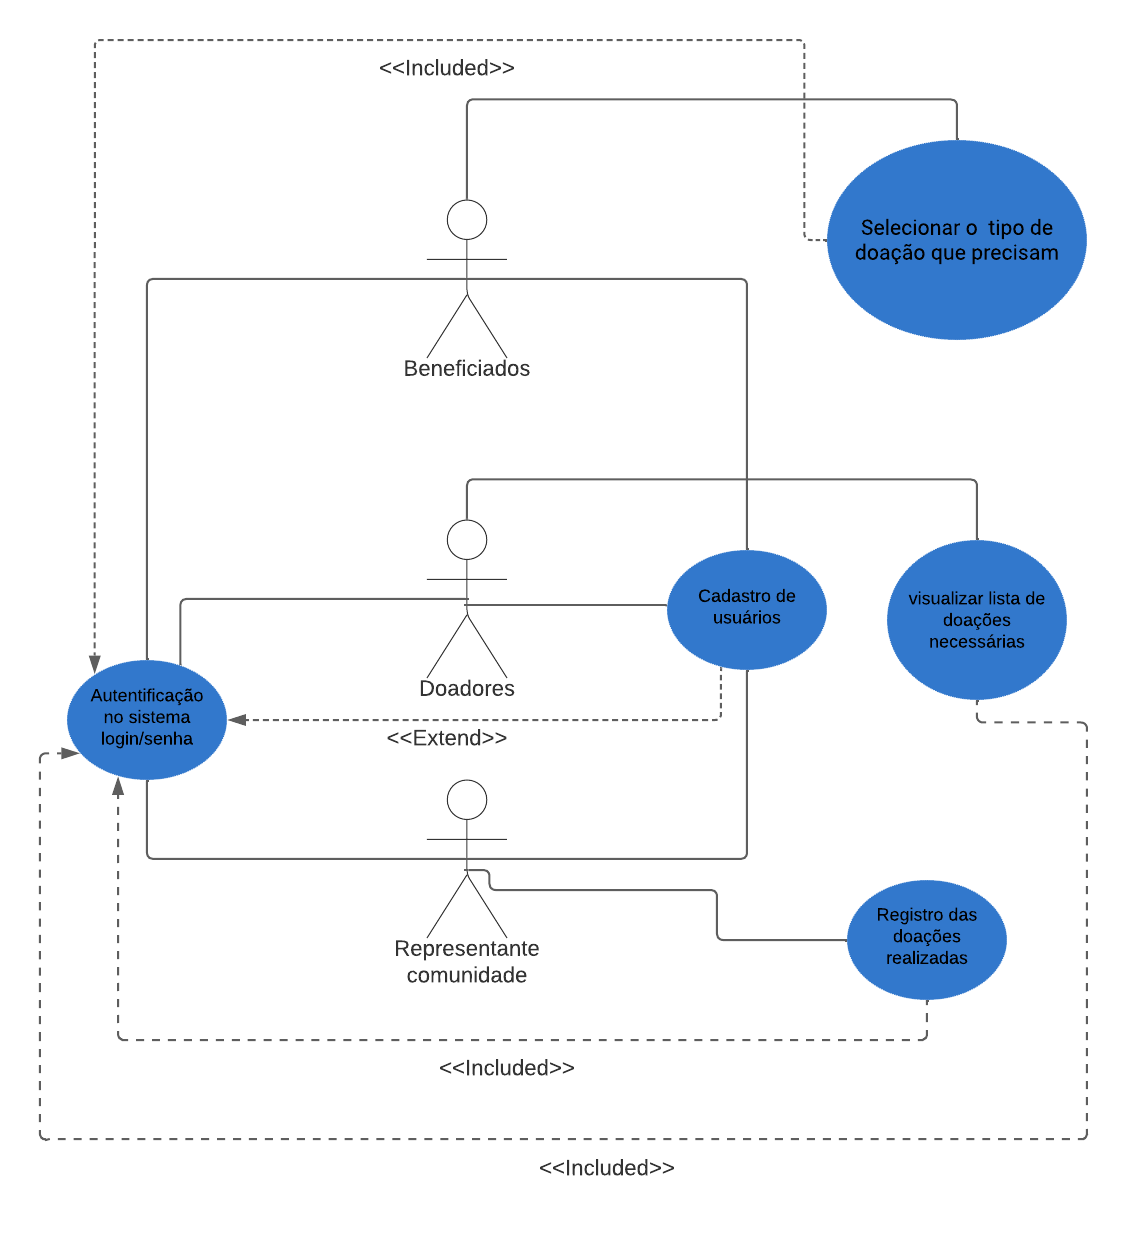 <<Included>>
Selecionar o  tipo de
doação que precisam
Beneficiados
Cadastro de
usuários
visualizar lista de
doações
necessárias
Doadores
Autentificação
no sistema
login/senha
<<Extend>>
Registro das
doações
realizadas
Representante
comunidade
<<Included>>
<<Included>>